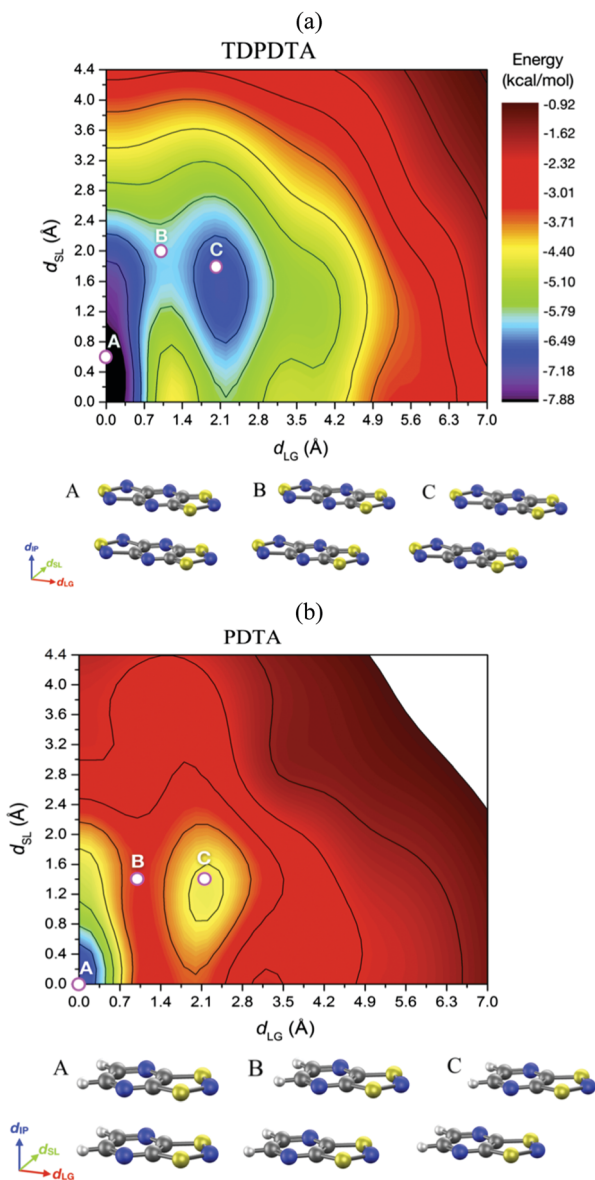 (a)
TDPDTA
Energy
(kcal/mol)
4.4
4.0
3.6
3.2
2.8
2.4
2.0
1.6
1.2
0.8
0.4
0.0
dSL (Å)
A
B
C
-0.92
-1.62
-2.32
-3.01
-3.71
-4.40
-5.10
-5.79
-6.49
-7.18
-7.88
0.0 0.7 1.4 2.1 2.8 3.5 4.2 4.9 5.6 6.3 7.0
dLG (Å)
A B C
dIP
dSL
dLG
(b)
PDTA
4.4
4.0
3.6
3.2
2.8
2.4
2.0
1.6
1.2
0.8
0.4
0.0
dSL (Å)
B
C
A
0.0 0.7 1.4 2.1 2.8 3.5 4.2 4.9 5.6 6.3 7.0
dLG (Å)
A B C
dIP
dSL
dLG